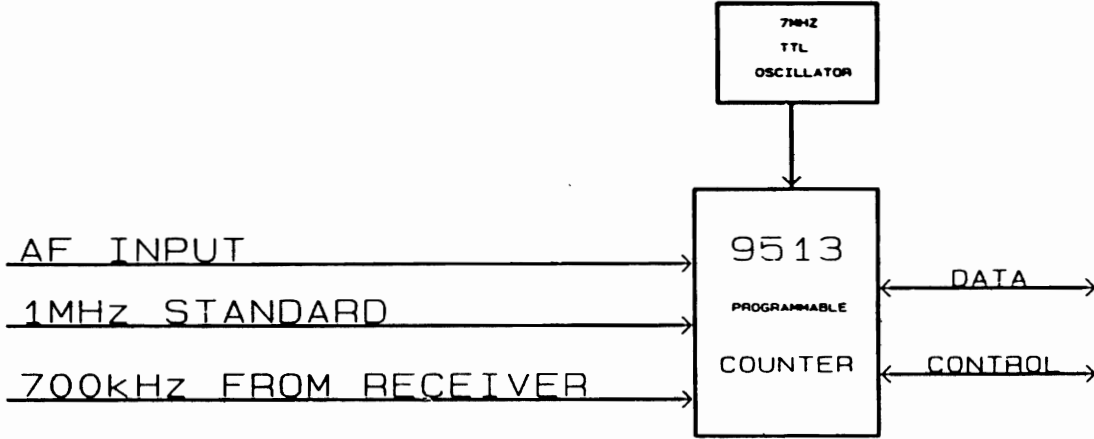 7MHZ
TTL
OSCILLATOR
AF INPUT
1MHz STANDARD
700kHz FROM RECEIVER
9513
PROGRAMMABLE
COUNTER
DATA
CONTROL